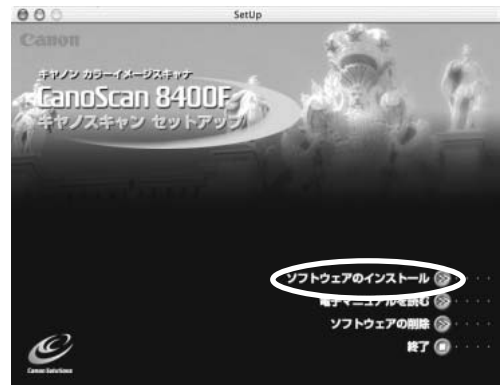 SetUp
Canon
キヤノン カラーイメージスキャナ
CanoScan 8400F
キヤノスキャン セットアップ
ソフトウェアのインストール
電子マニュアルを読む
ソフトウェアの削除
終了
Canon Solutions